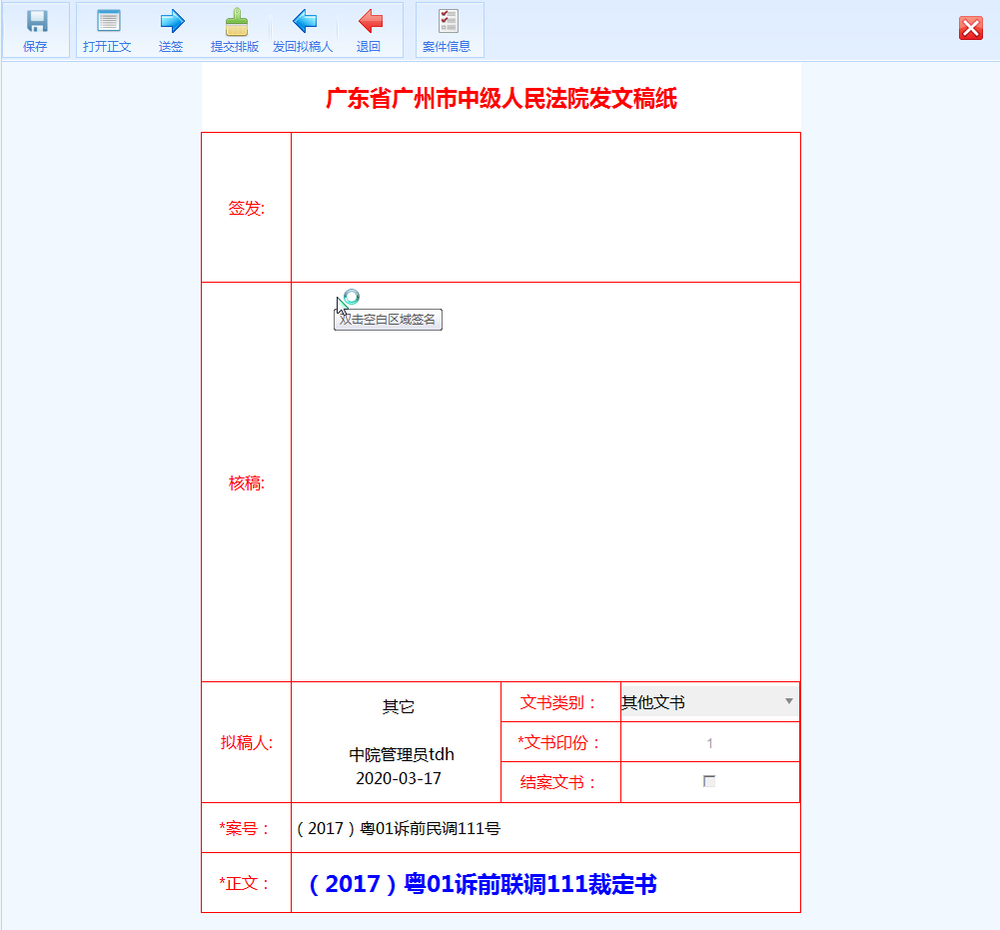 保存 打开正文 送签 提交排版 发回拟稿人 退回 案件信息
广东省广州市中级人民法院发文稿纸
签发:
双击空白区域签名
核稿:
拟稿人:
其它
中院管理员tdh
2020-03-17
文书类别： 其他文书
*文书印份： 1
结案文书：
*案号： （2017）粤01诉前民调111号
*正文： （2017）粤01诉前联调111裁定书